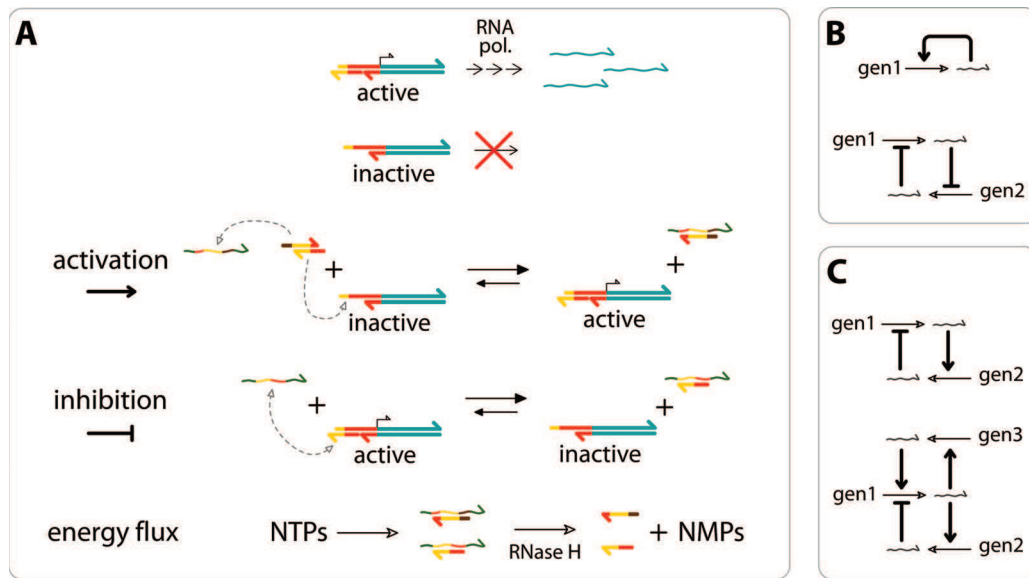 A
RNA
pol.
active
inactive
activation
+
+
inactive
active
inhibition
+
+
active
inactive
energy flux
NTPs
RNase H
+ NMPs
B
gen1
gen1
gen2
C
gen1
gen2
gen3
gen1
gen2